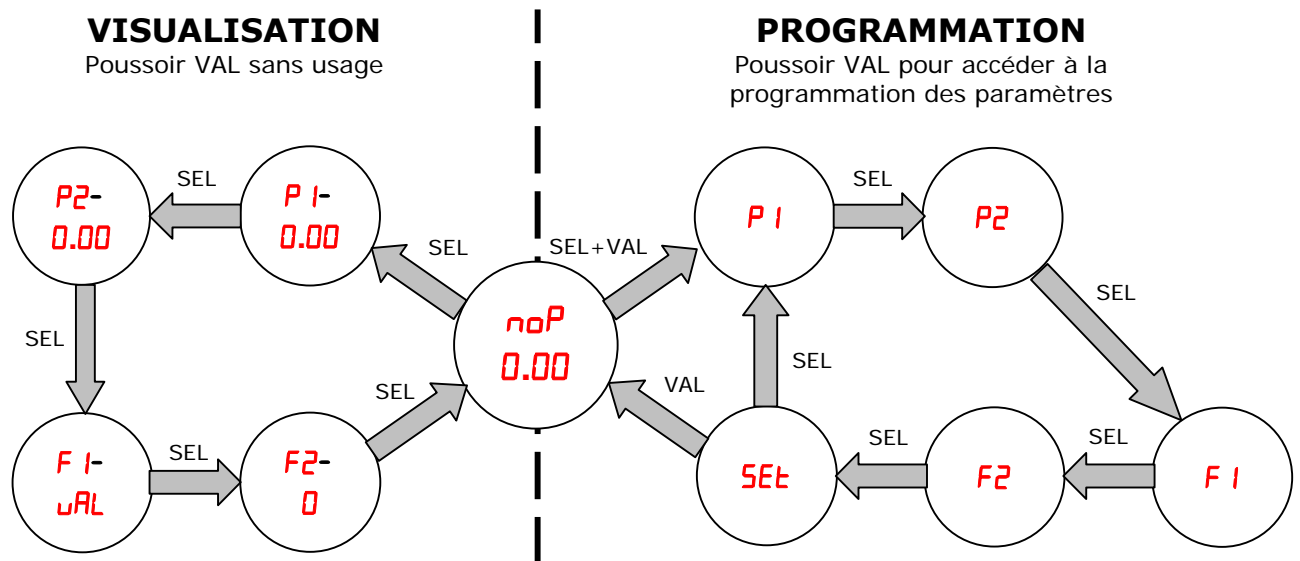 VISUALISATION
Poussoir VAL sans usage
P2-
0.00
SEL
P1-
0.00
SEL
SEL
F1-
vAL
SEL
F2-
0
SEL
noP
0.00
PROGRAMMATION
Poussoir VAL pour accéder à la
programmation des paramètres
SEL+VAL
P1
SEL
P2
SEL
SEL
VAL
SEt
SEL
F2
SEL
F1